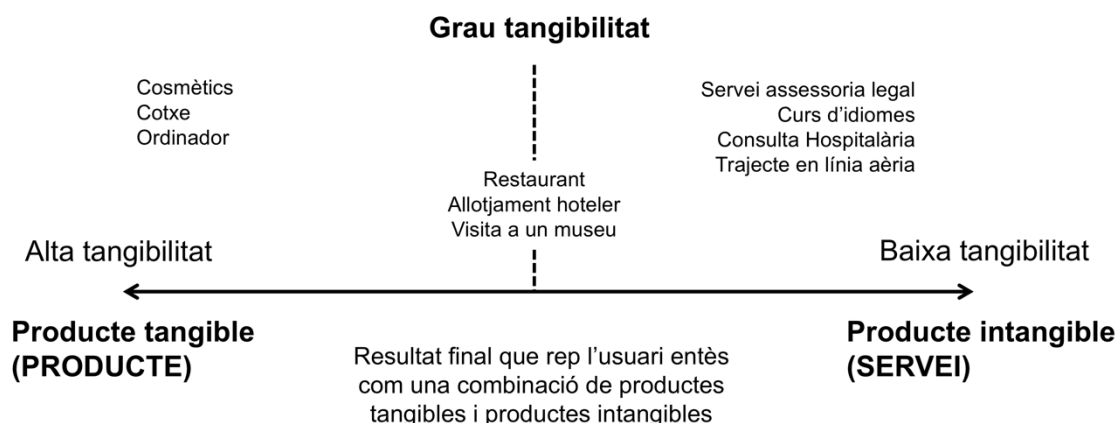 Grau tangibilitat
Cosmètics
Cotxe
Ordinador
Servei assessoria legal
Curs d’idiomes
Consulta Hospitalària
Trajecte en línia aèria
Restaurant
Allotjament hoteler
Visita a un museu
Alta tangibilitat
Baixa tangibilitat
Producte tangible
(PRODUCTE)
Producte intangible
(SERVEI)
Resultat final que rep l’usuari entès
com una combinació de productes
tangibles i productes intangibles